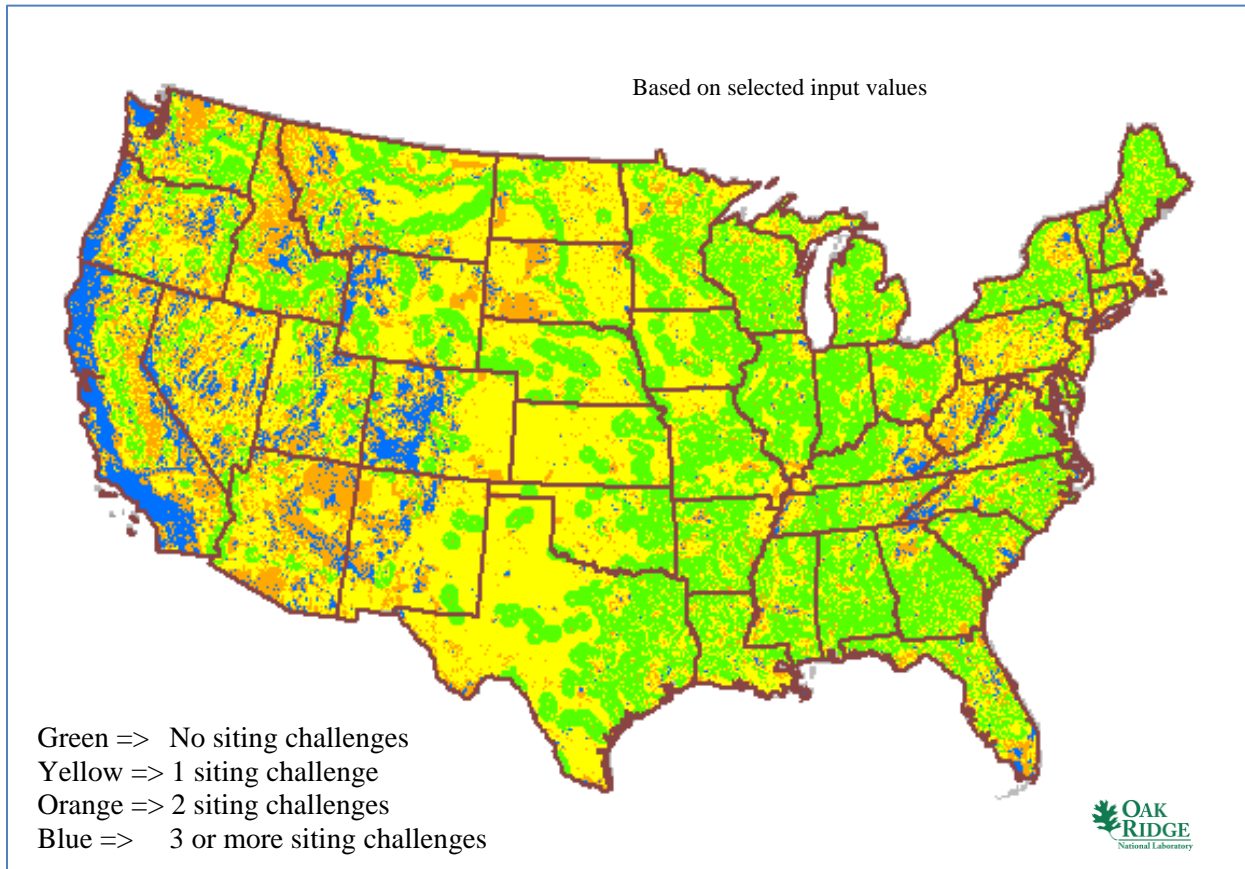 Based on selected input values
Green => No siting challenges
Yellow => 1 siting challenge
Orange => 2 siting challenges
Blue => 3 or more siting challenges
OAK
RIDGE
National Laboratory